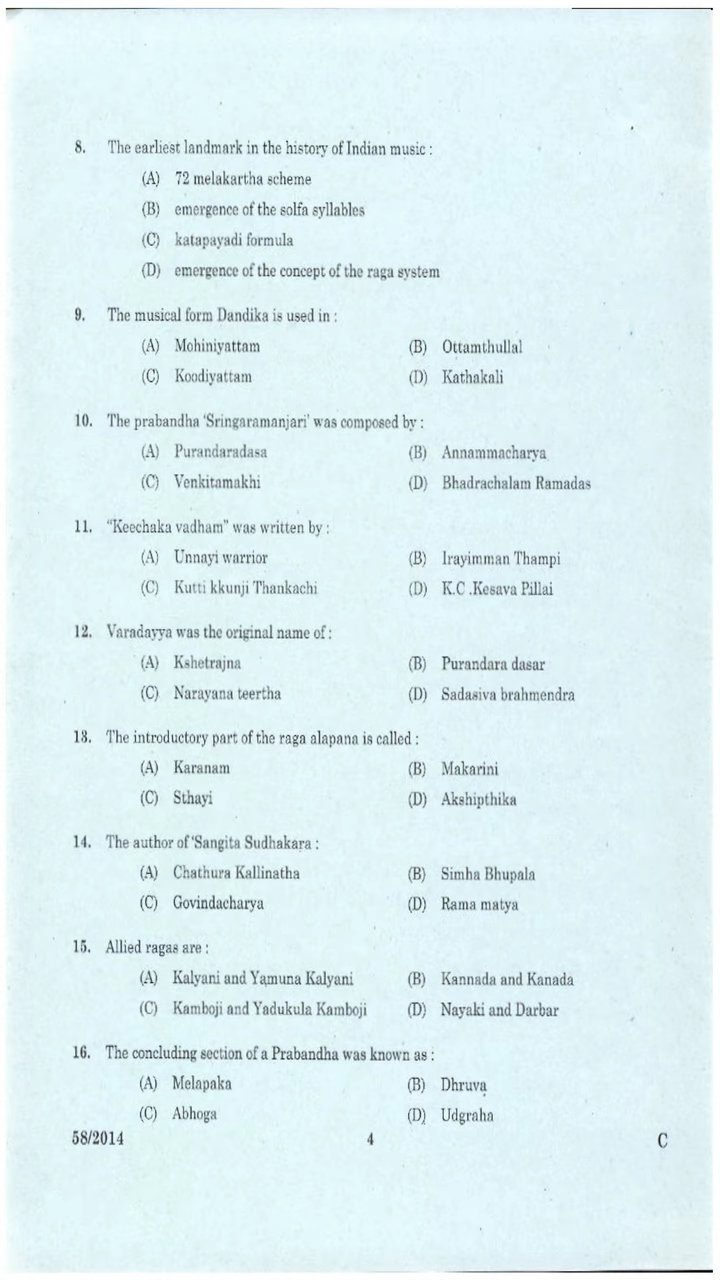 8. The earliest landmark in the history of Indian music :
(A) 72 melakartha scheme
(B) emergence of the solfa syllables
(C) katapayadi formula
(D) emergence of the concept of the raga system
9. The musical form Dandika is used in :
(A) Mohiniyattam (B) Ottamthullal
(C) Koodiyattam (D) Kathakali
10. The prabandha ‘Sringaramanjari’ was composed by :
(A) Purandaradasa (B) Annammacharya
(C) Venkitamakhi (D) Bhadrachalam Ramadas
11. “Keechaka vadham” was written by :
(A) Unnayi warrior (B) Irayimman Thampi
(C) Kutti kkunji Thankachi (D) K.C .Kesava Pillai
12. Varadayya was the original name of :
(A) Kshetrajna (B) Purandara dasar
(C) Narayana teertha (D) Sadasiva brahmendra
13. The introductory part of the raga alapana is called :
(A) Karanam (B) Makarini
(C) Sthayi (D) Akshipthika
14. The author of ‘Sangita Sudhakara :
(A) Chathura Kallinatha (B) Simha Bhupala
(C) Govindacharya (D) Rama matya
15. Allied ragas are :
(A) Kalyani and Yamuna Kalyani (B) Kannada and Kanada
(C) Kamboji and Yadukula Kamboji (D) Nayaki and Darbar
16. The concluding section of a Prabandha was known as :
(A) Melapaka (B) Dhruva
(C) Abhoga (D) Udgraha
58/2014 4 C